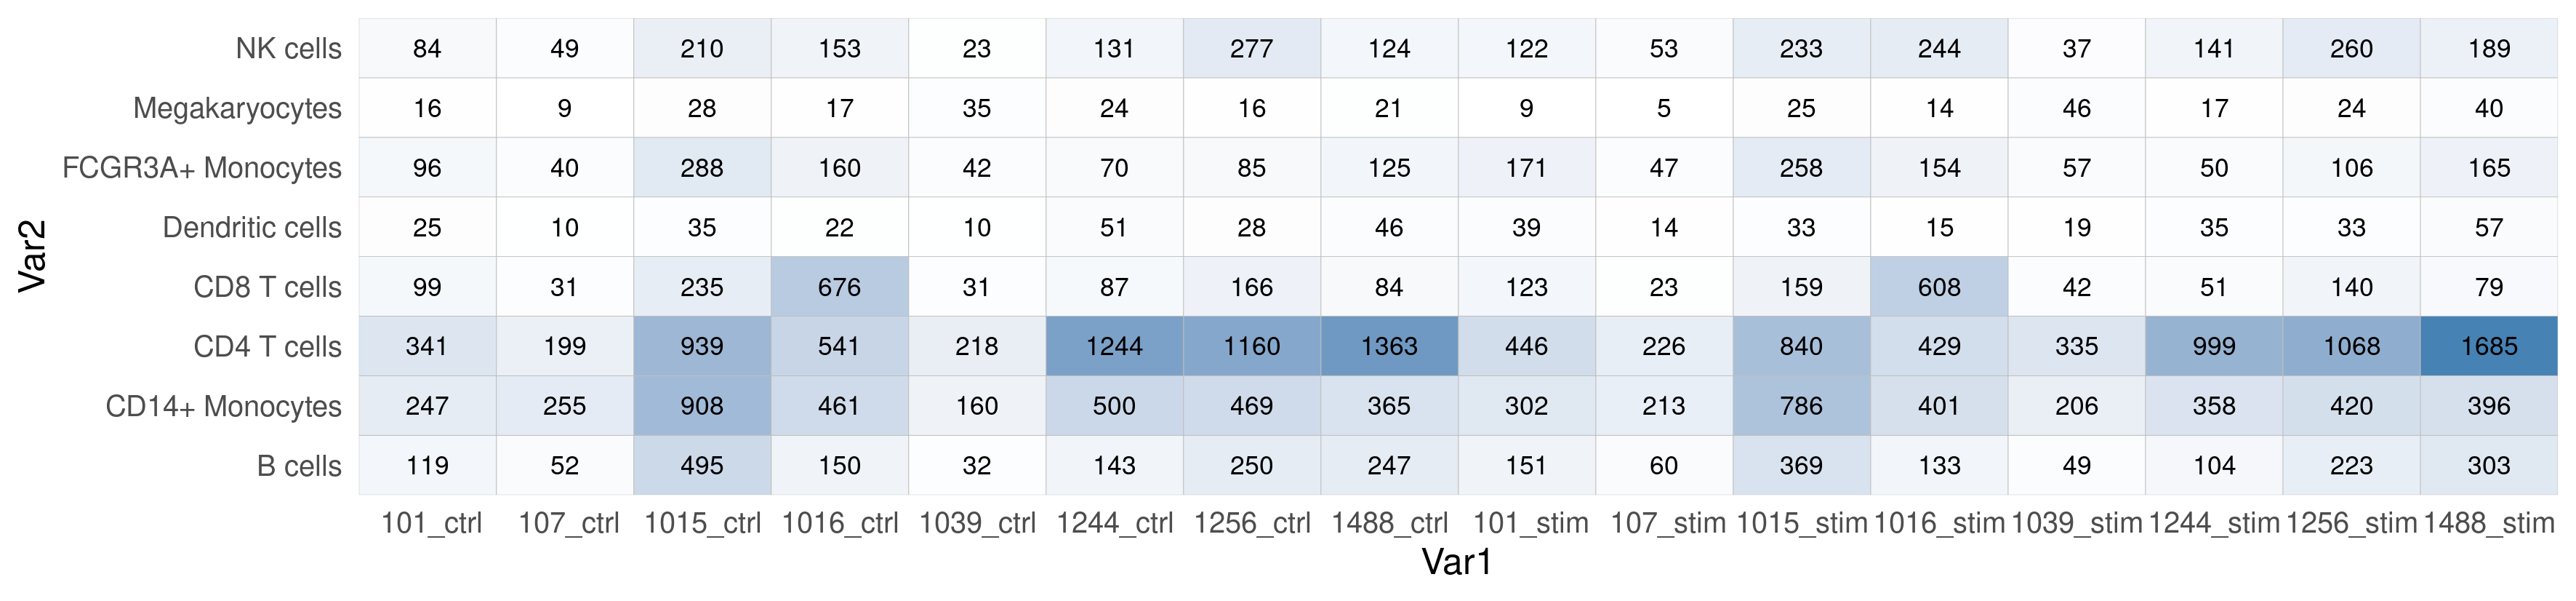 NK cells 84 49 210 153 23 131 277 124 122 53 233 244 37 141 260 189
Megakaryocytes 16 9 28 17 35 24 16 21 9 5 25 14 46 17 24 40
FCGR3A+ Monocytes 96 40 288 160 42 70 85 125 171 47 258 154 57 50 106 165
Dendritic cells 25 10 35 22 10 51 28 46 39 14 33 15 19 35 33 57
CD8 T cells 99 31 235 676 31 87 166 84 123 23 159 608 42 51 140 79
CD4 T cells 341 199 939 541 218 1244 1160 1363 446 226 840 429 335 999 1068 1685
CD14+ Monocytes 247 255 908 461 160 500 469 365 302 213 786 401 206 358 420 396
B cells 119 52 495 150 32 143 250 247 151 60 369 133 49 104 223 303
101_ctrl 107_ctrl 1015_ctrl 1016_ctrl 1039_ctrl 1244_ctrl 1256_ctrl 1488_ctrl 101_stim 107_stim 1015_stim 1016_stim 1039_stim 1244_stim 1256_stim 1488_stim
Var1
Var2